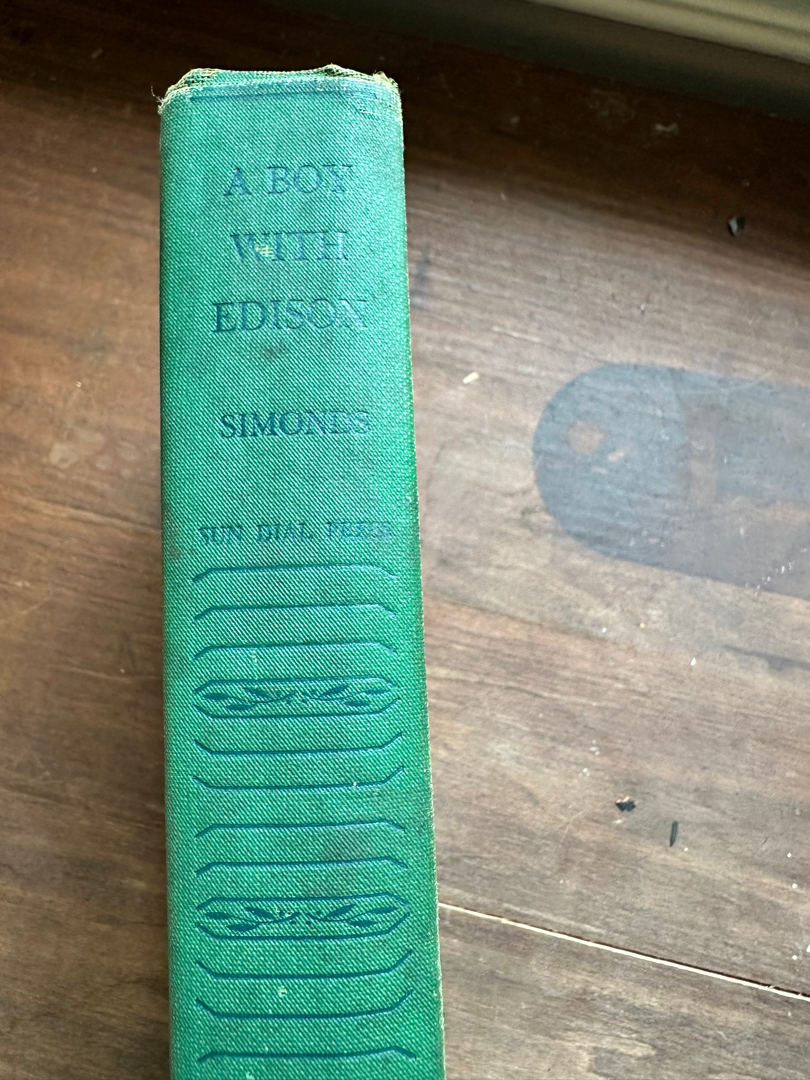 A BOY
WITH
EDISON
SIMONDS
SUN DIAL PRESS